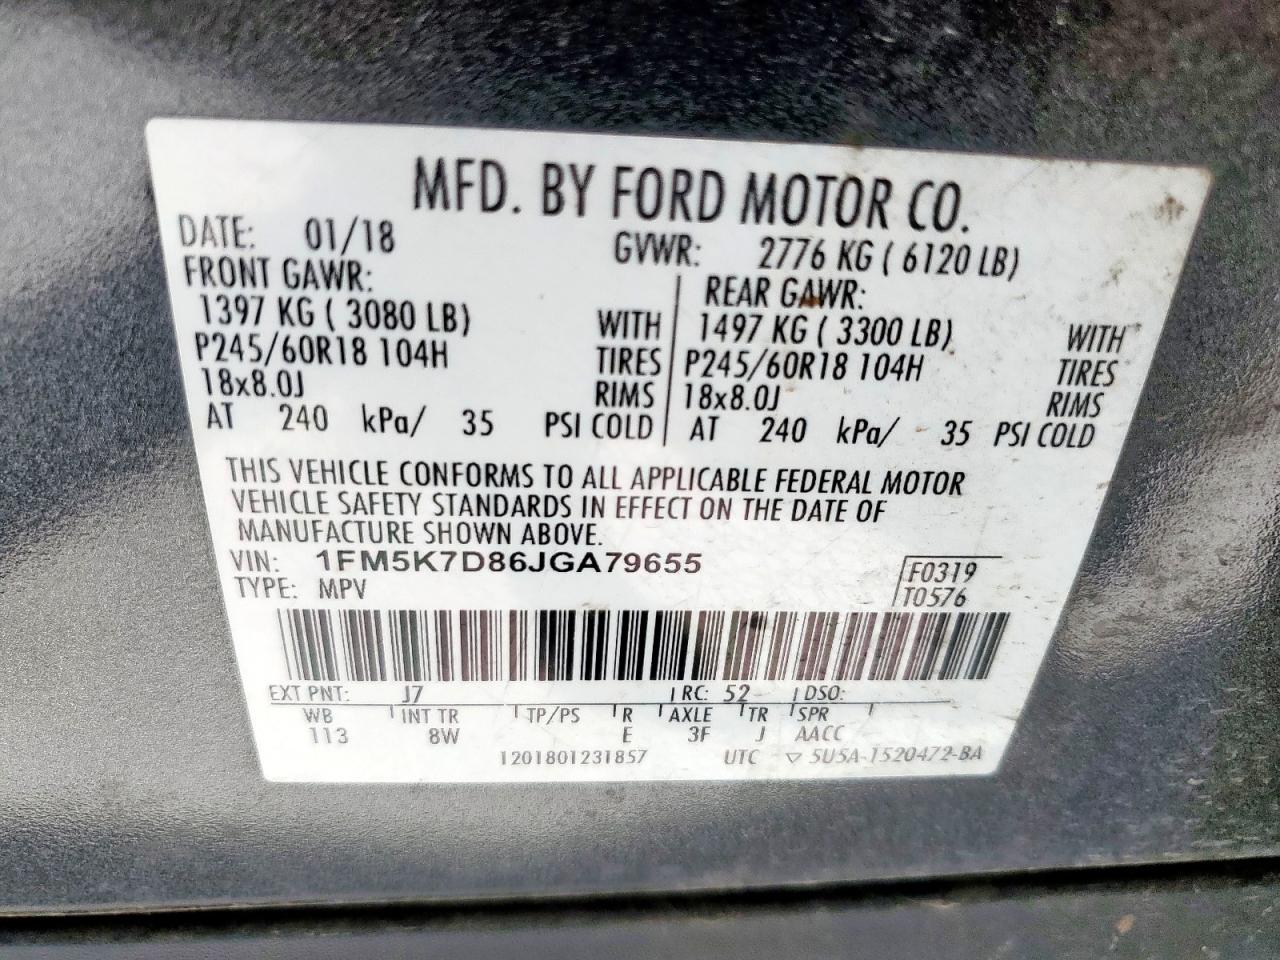 MFD. BY FORD MOTOR CO.
DATE: 01/18 GVWR: 2776 KG ( 6120 LB)
FRONT GAWR: REAR GAWR:
1397 KG ( 3080 LB) WITH 1497 KG ( 3300 LB) WITH
P245/60R18 104H TIRES P245/60R18 104H TIRES
18x8.0J RIMS 18x8.0J RIMS
AT 240 kPa/ 35 PSI COLD AT 240 kPa/ 35 PSI COLD
THIS VEHICLE CONFORMS TO ALL APPLICABLE FEDERAL MOTOR
VEHICLE SAFETY STANDARDS IN EFFECT ON THE DATE OF
MANUFACTURE SHOWN ABOVE.
VIN: 1FM5K7D86JGA79655 F0319
TYPE: MPV T0576
EXT PNT: J7 RC: 52 DSO:
WB INT TR TP/PS R AXLE TR SPR
113 8W E 3F J AACC
1201801231857 UTC ▽ 5U5A-1520472-BA